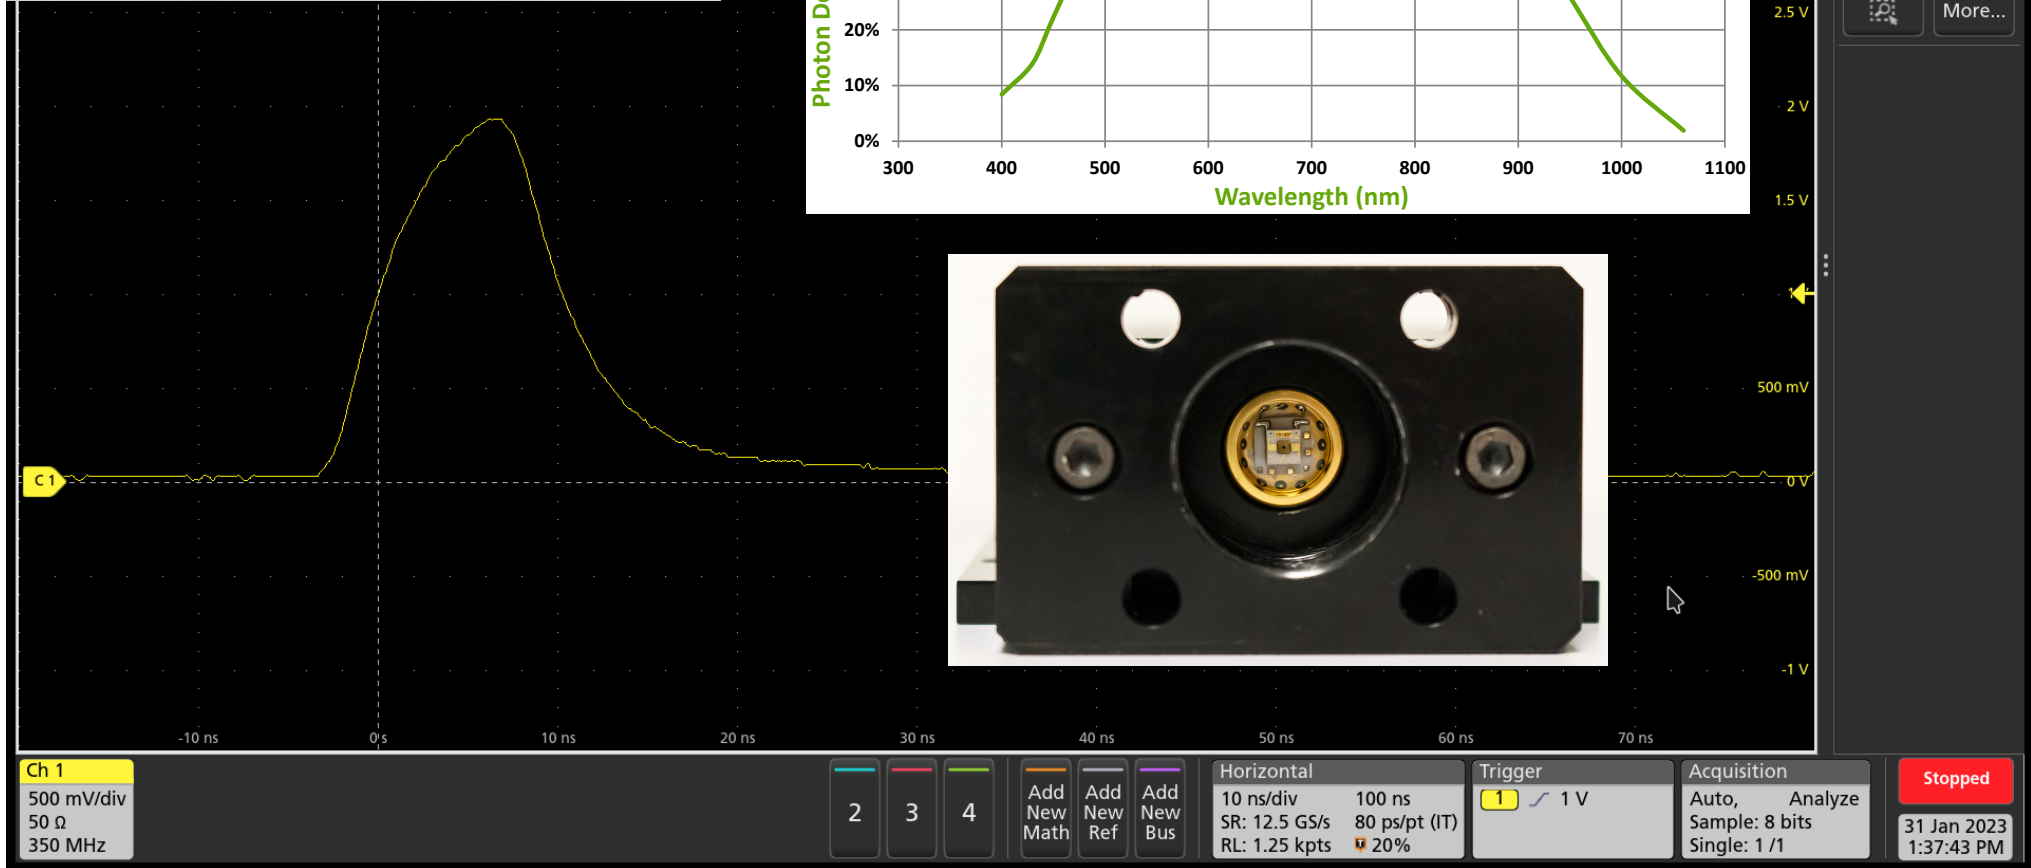 2.5 V
More...
Photon De
20%
10%
0%
300 400 500 600 700 800 900 1000 1100
Wavelength (nm)
2 V
1.5 V
500 mV
C 1
0 V
-500 mV
-1 V
-10 ns 0 s 10 ns 20 ns 30 ns 40 ns 50 ns 60 ns 70 ns
Ch 1
500 mV/div
50 Ω
350 MHz
2 3 4
Add
New
Math
Add
New
Ref
Add
New
Bus
Horizontal
10 ns/div 100 ns
SR: 12.5 GS/s 80 ps/pt (IT)
RL: 1.25 kpts T 20%
Trigger
1 1 V
Acquisition
Auto, Analyze
Sample: 8 bits
Single: 1 /1
Stopped
31 Jan 2023
1:37:43 PM